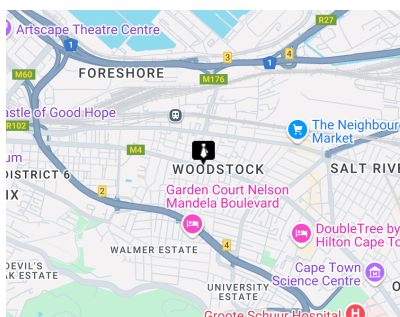 Artscape Theatre Centre
R27
1
3
4
1
FORESHORE
M60
M176
astle of Good Hope
R102
The Neighbour
Market
M4
um
WOODSTOCK
SALT RIVE
DISTRICT 6
IX
2
Garden Court Nelson
Mandela Boulevard
DoubleTree by
Hilton Cape To
WALMER ESTATE
4
DEVIL'S
AK ESTATE
Cape Town
Science Centre
UNIVERSITY
ESTATE
O
Groote Schuur Hospital
H